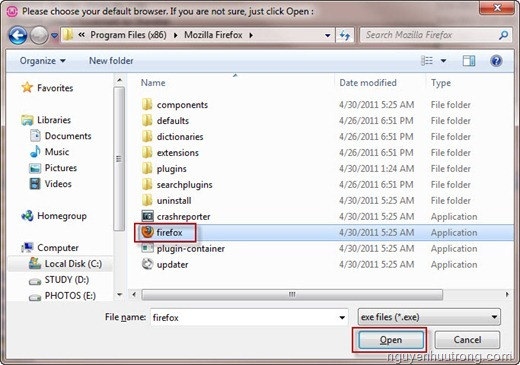 Please choose your default browser. If you are not sure, just click Open :
« Program Files (x86) ▸ Mozilla Firefox ▸
Search Mozilla Firefox
Organize ▾ New folder
Favorites
Libraries
Documents
Music
Pictures
Videos
Homegroup
Computer
Local Disk (C:)
STUDY (D:)
PHOTOS (E:)
Name Date modified Type
components 4/30/2011 5:25 AM File folder
defaults 4/26/2011 6:51 PM File folder
dictionaries 4/30/2011 5:25 AM File folder
extensions 4/26/2011 6:51 PM File folder
plugins 4/30/2011 1:24 AM File folder
searchplugins 4/26/2011 6:51 PM File folder
uninstall 4/30/2011 5:25 AM File folder
crashreporter 4/30/2011 5:25 AM Application
firefox 4/30/2011 5:25 AM Application
plugin-container 4/30/2011 5:25 AM Application
updater 4/30/2011 5:25 AM Application
File name: firefox
exe files (*.exe)
Open Cancel
nguyenhuutrong.com